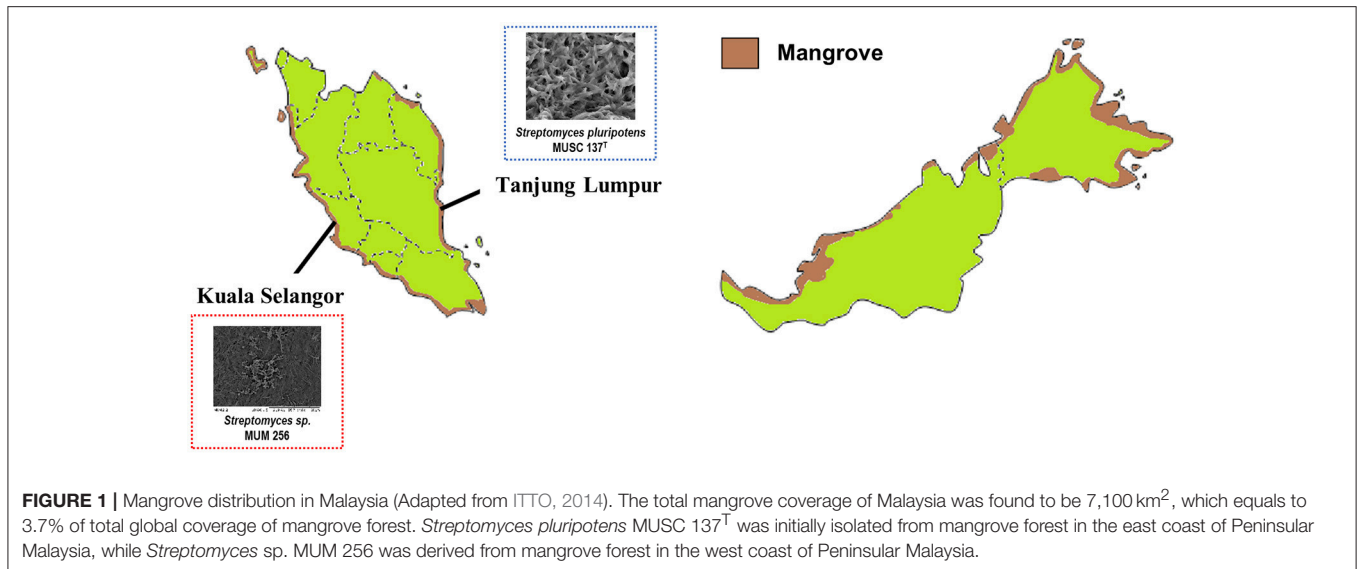 Mangrove
Streptomyces pluripotens
MUSC 137ᵀ
Tanjung Lumpur
Kuala Selangor
Streptomyces sp.
MUM 256
FIGURE 1 | Mangrove distribution in Malaysia (Adapted from ITTO, 2014). The total mangrove coverage of Malaysia was found to be 7,100 km², which equals to
3.7% of total global coverage of mangrove forest. Streptomyces pluripotens MUSC 137ᵀ was initially isolated from mangrove forest in the east coast of Peninsular
Malaysia, while Streptomyces sp. MUM 256 was derived from mangrove forest in the west coast of Peninsular Malaysia.